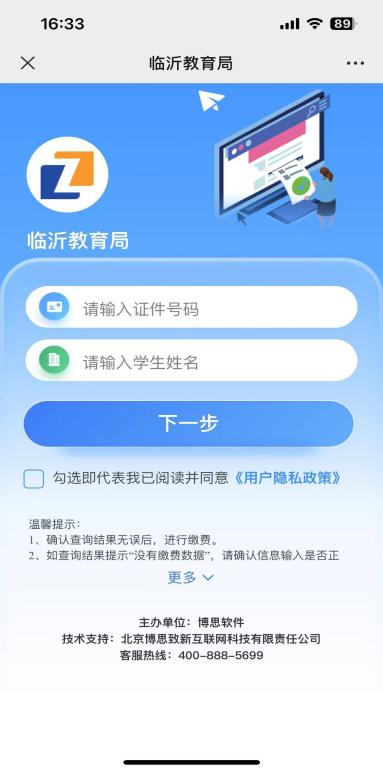 16:33
89
临沂教育局
临沂教育局
请输入证件号码
请输入学生姓名
下一步
勾选即代表我已阅读并同意《用户隐私政策》
温馨提示：
1、确认查询结果无误后，进行缴费。
2、如查询结果提示“没有缴费数据”，请确认信息输入是否正
更多
主办单位：博思软件
技术支持：北京博思致新互联网科技有限责任公司
客服热线：400-888-5699